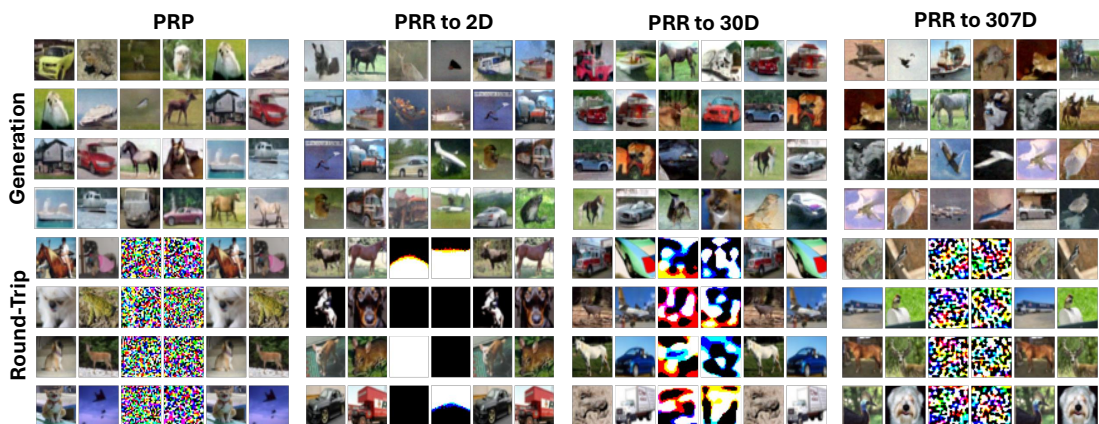 PRP
PRR to 2D
PRR to 30D
PRR to 307D
Generation
Round-Trip